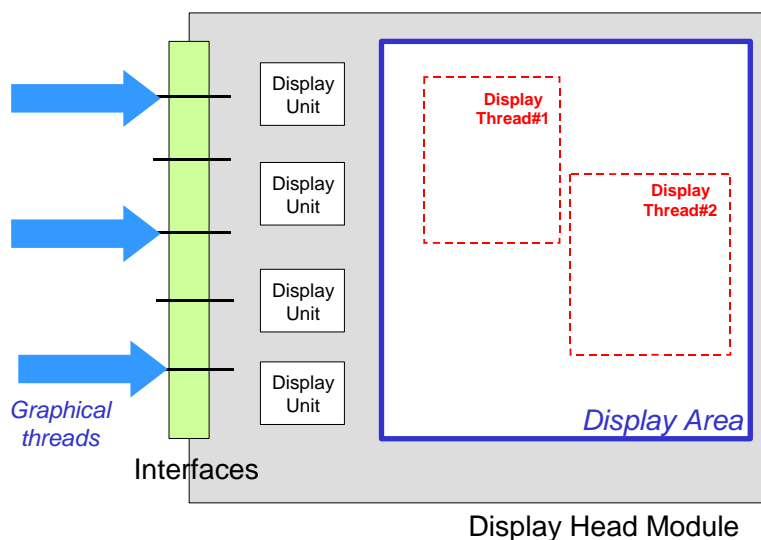 Display
Unit
Display
Unit
Display
Unit
Display
Unit
Display
Thread#1
Display
Thread#2
Display Area
Graphical
threads
Interfaces
Display Head Module